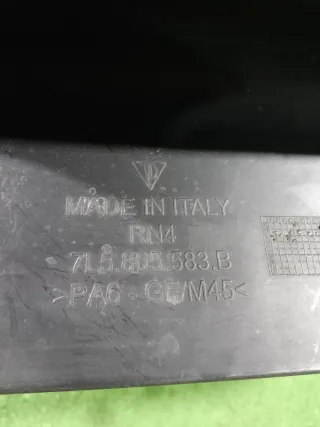 MADE IN ITALY
RN4
7L5.805.583.B
>PA6 - GF/M45<